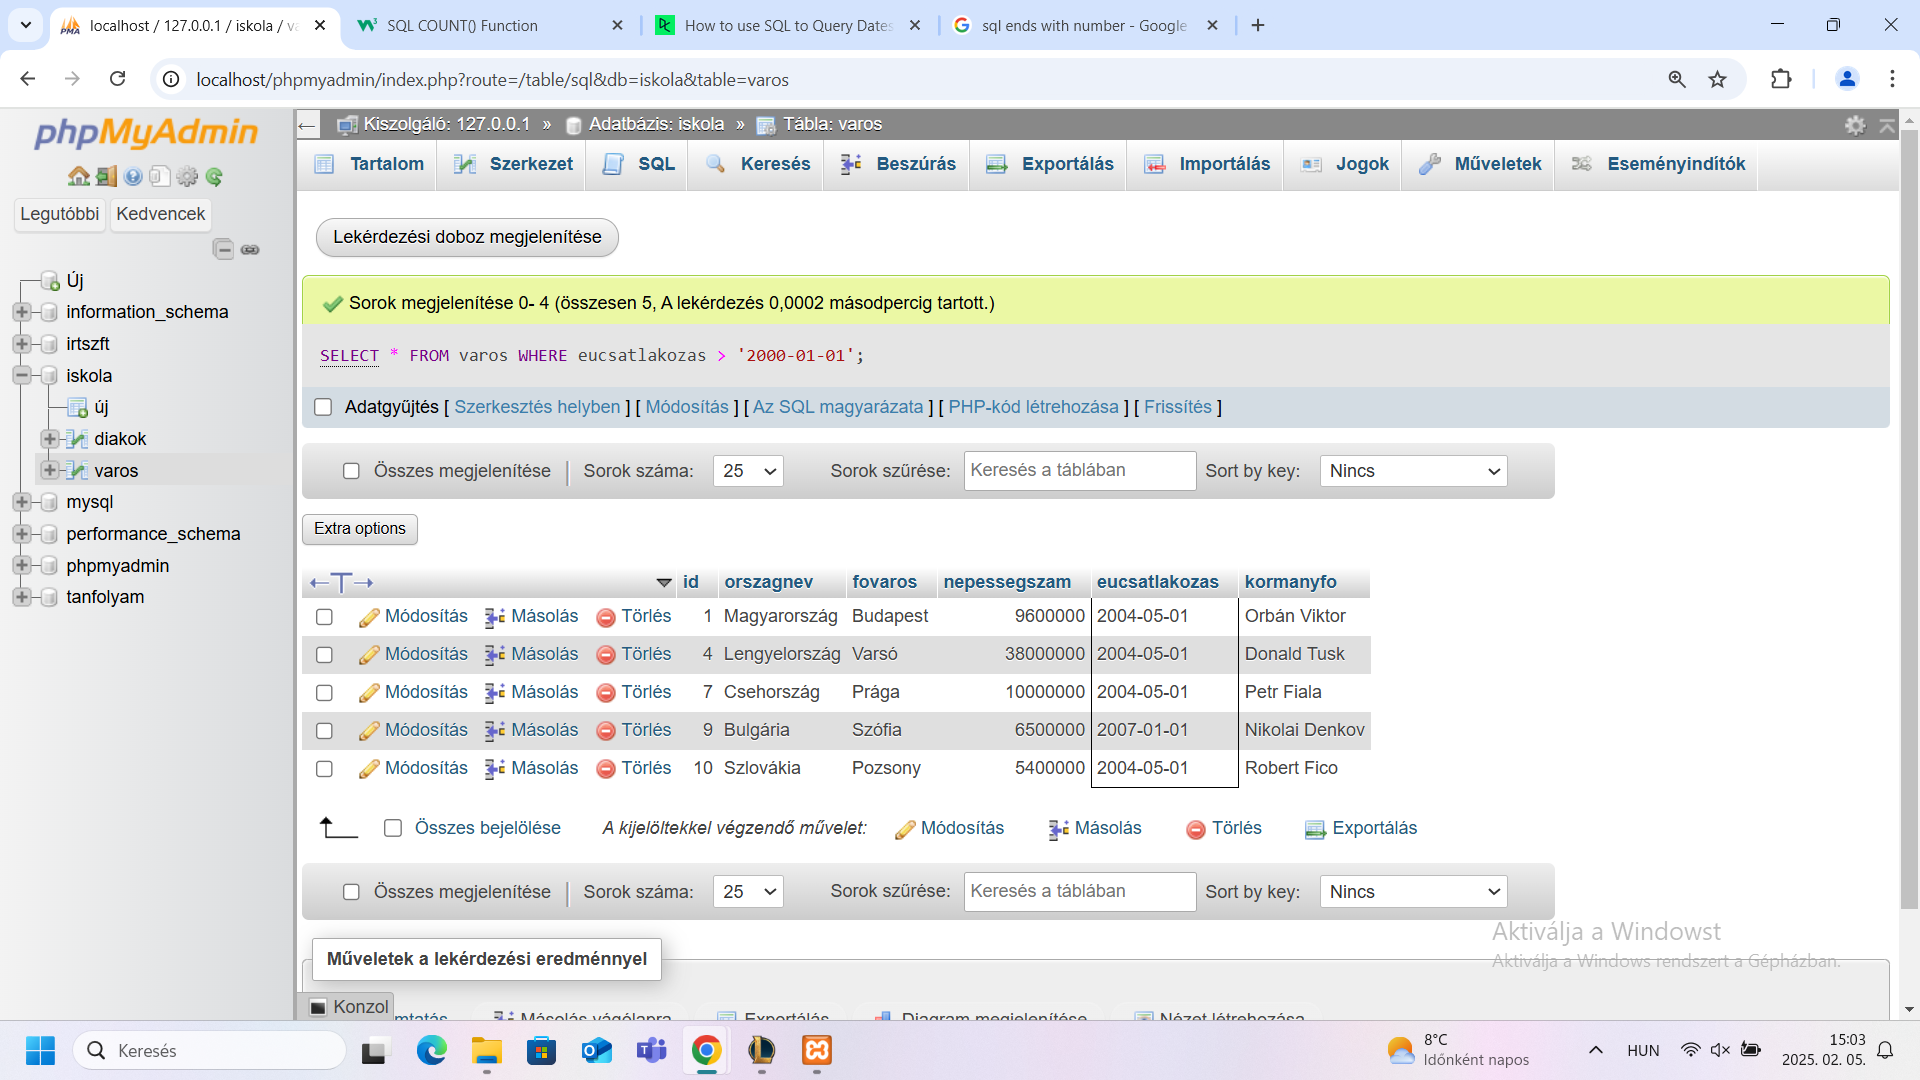 localhost / 127.0.0.1 / iskola / va
SQL COUNT() Function
How to use SQL to Query Dates
sql ends with number - Google
localhost/phpmyadmin/index.php?route=/table/sql&db=iskola&table=varos
phpMyAdmin
Legutóbbi Kedvencek
Új
information_schema
irtszft
iskola
új
diakok
varos
mysql
performance_schema
phpmyadmin
tanfolyam
Kiszolgáló: 127.0.0.1 » Adatbázis: iskola » Tábla: varos
Tartalom Szerkezet SQL Keresés Beszúrás Exportálás Importálás Jogok Műveletek Eseményindítók
Lekérdezési doboz megjelenítése
Sorok megjelenítése 0- 4 (összesen 5, A lekérdezés 0,0002 másodpercig tartott.)
SELECT * FROM varos WHERE eucsatlakozas > '2000-01-01';
Adatgyűjtés [ Szerkesztés helyben ] [ Módosítás ] [ Az SQL magyarázata ] [ PHP-kód létrehozása ] [ Frissítés ]
Összes megjelenítése Sorok száma: 25 Sorok szűrése: Keresés a táblában Sort by key: Nincs
Extra options
id orszagnev fovaros nepessegszam eucsatlakozas kormanyfo
Módosítás Másolás Törlés 1 Magyarország Budapest 9600000 2004-05-01 Orbán Viktor
Módosítás Másolás Törlés 4 Lengyelország Varsó 38000000 2004-05-01 Donald Tusk
Módosítás Másolás Törlés 7 Csehország Prága 10000000 2004-05-01 Petr Fiala
Módosítás Másolás Törlés 9 Bulgária Szófia 6500000 2007-01-01 Nikolai Denkov
Módosítás Másolás Törlés 10 Szlovákia Pozsony 5400000 2004-05-01 Robert Fico
Összes bejelölése A kijelöltekkel végzendő művelet: Módosítás Másolás Törlés Exportálás
Összes megjelenítése Sorok száma: 25 Sorok szűrése: Keresés a táblában Sort by key: Nincs
Aktiválja a Windowst
Aktiválja a Windows rendszert a Gépházban.
Műveletek a lekérdezési eredménnyel
Konzol
mtatás Másolás vágólapra Exportálás Diagram megjelenítése Nézet létrehozása
Keresés
8°C
Időnként napos
HUN
15:03
2025. 02. 05.